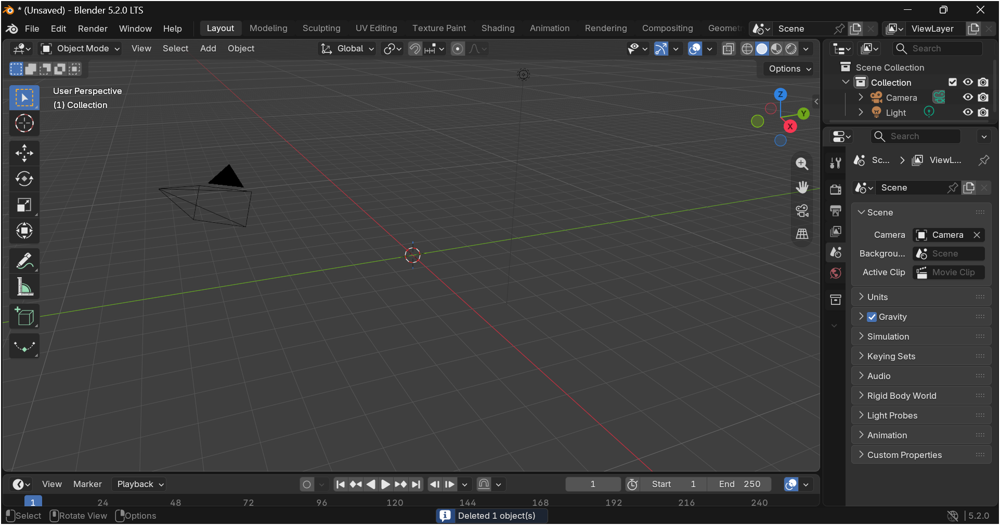 * (Unsaved) - Blender 5.2.0 LTS
File Edit Render Window Help Layout Modeling Sculpting UV Editing Texture Paint Shading Animation Rendering Compositing Geomet Scene ViewLayer
Object Mode View Select Add Object Global Search
Options
Scene Collection
Collection
Camera
Light
User Perspective
(1) Collection
Z
Y
X
Search
Sc... ViewL...
Scene
Scene
Camera Camera
Backgrou... Scene
Active Clip Movie Clip
Units
Gravity
Simulation
Keying Sets
Audio
Rigid Body World
Light Probes
Animation
Custom Properties
View Marker Playback 1 Start 1 End 250
1 24 48 72 96 120 144 168 192 216 240
Select Rotate View Options Deleted 1 object(s) 5.2.0